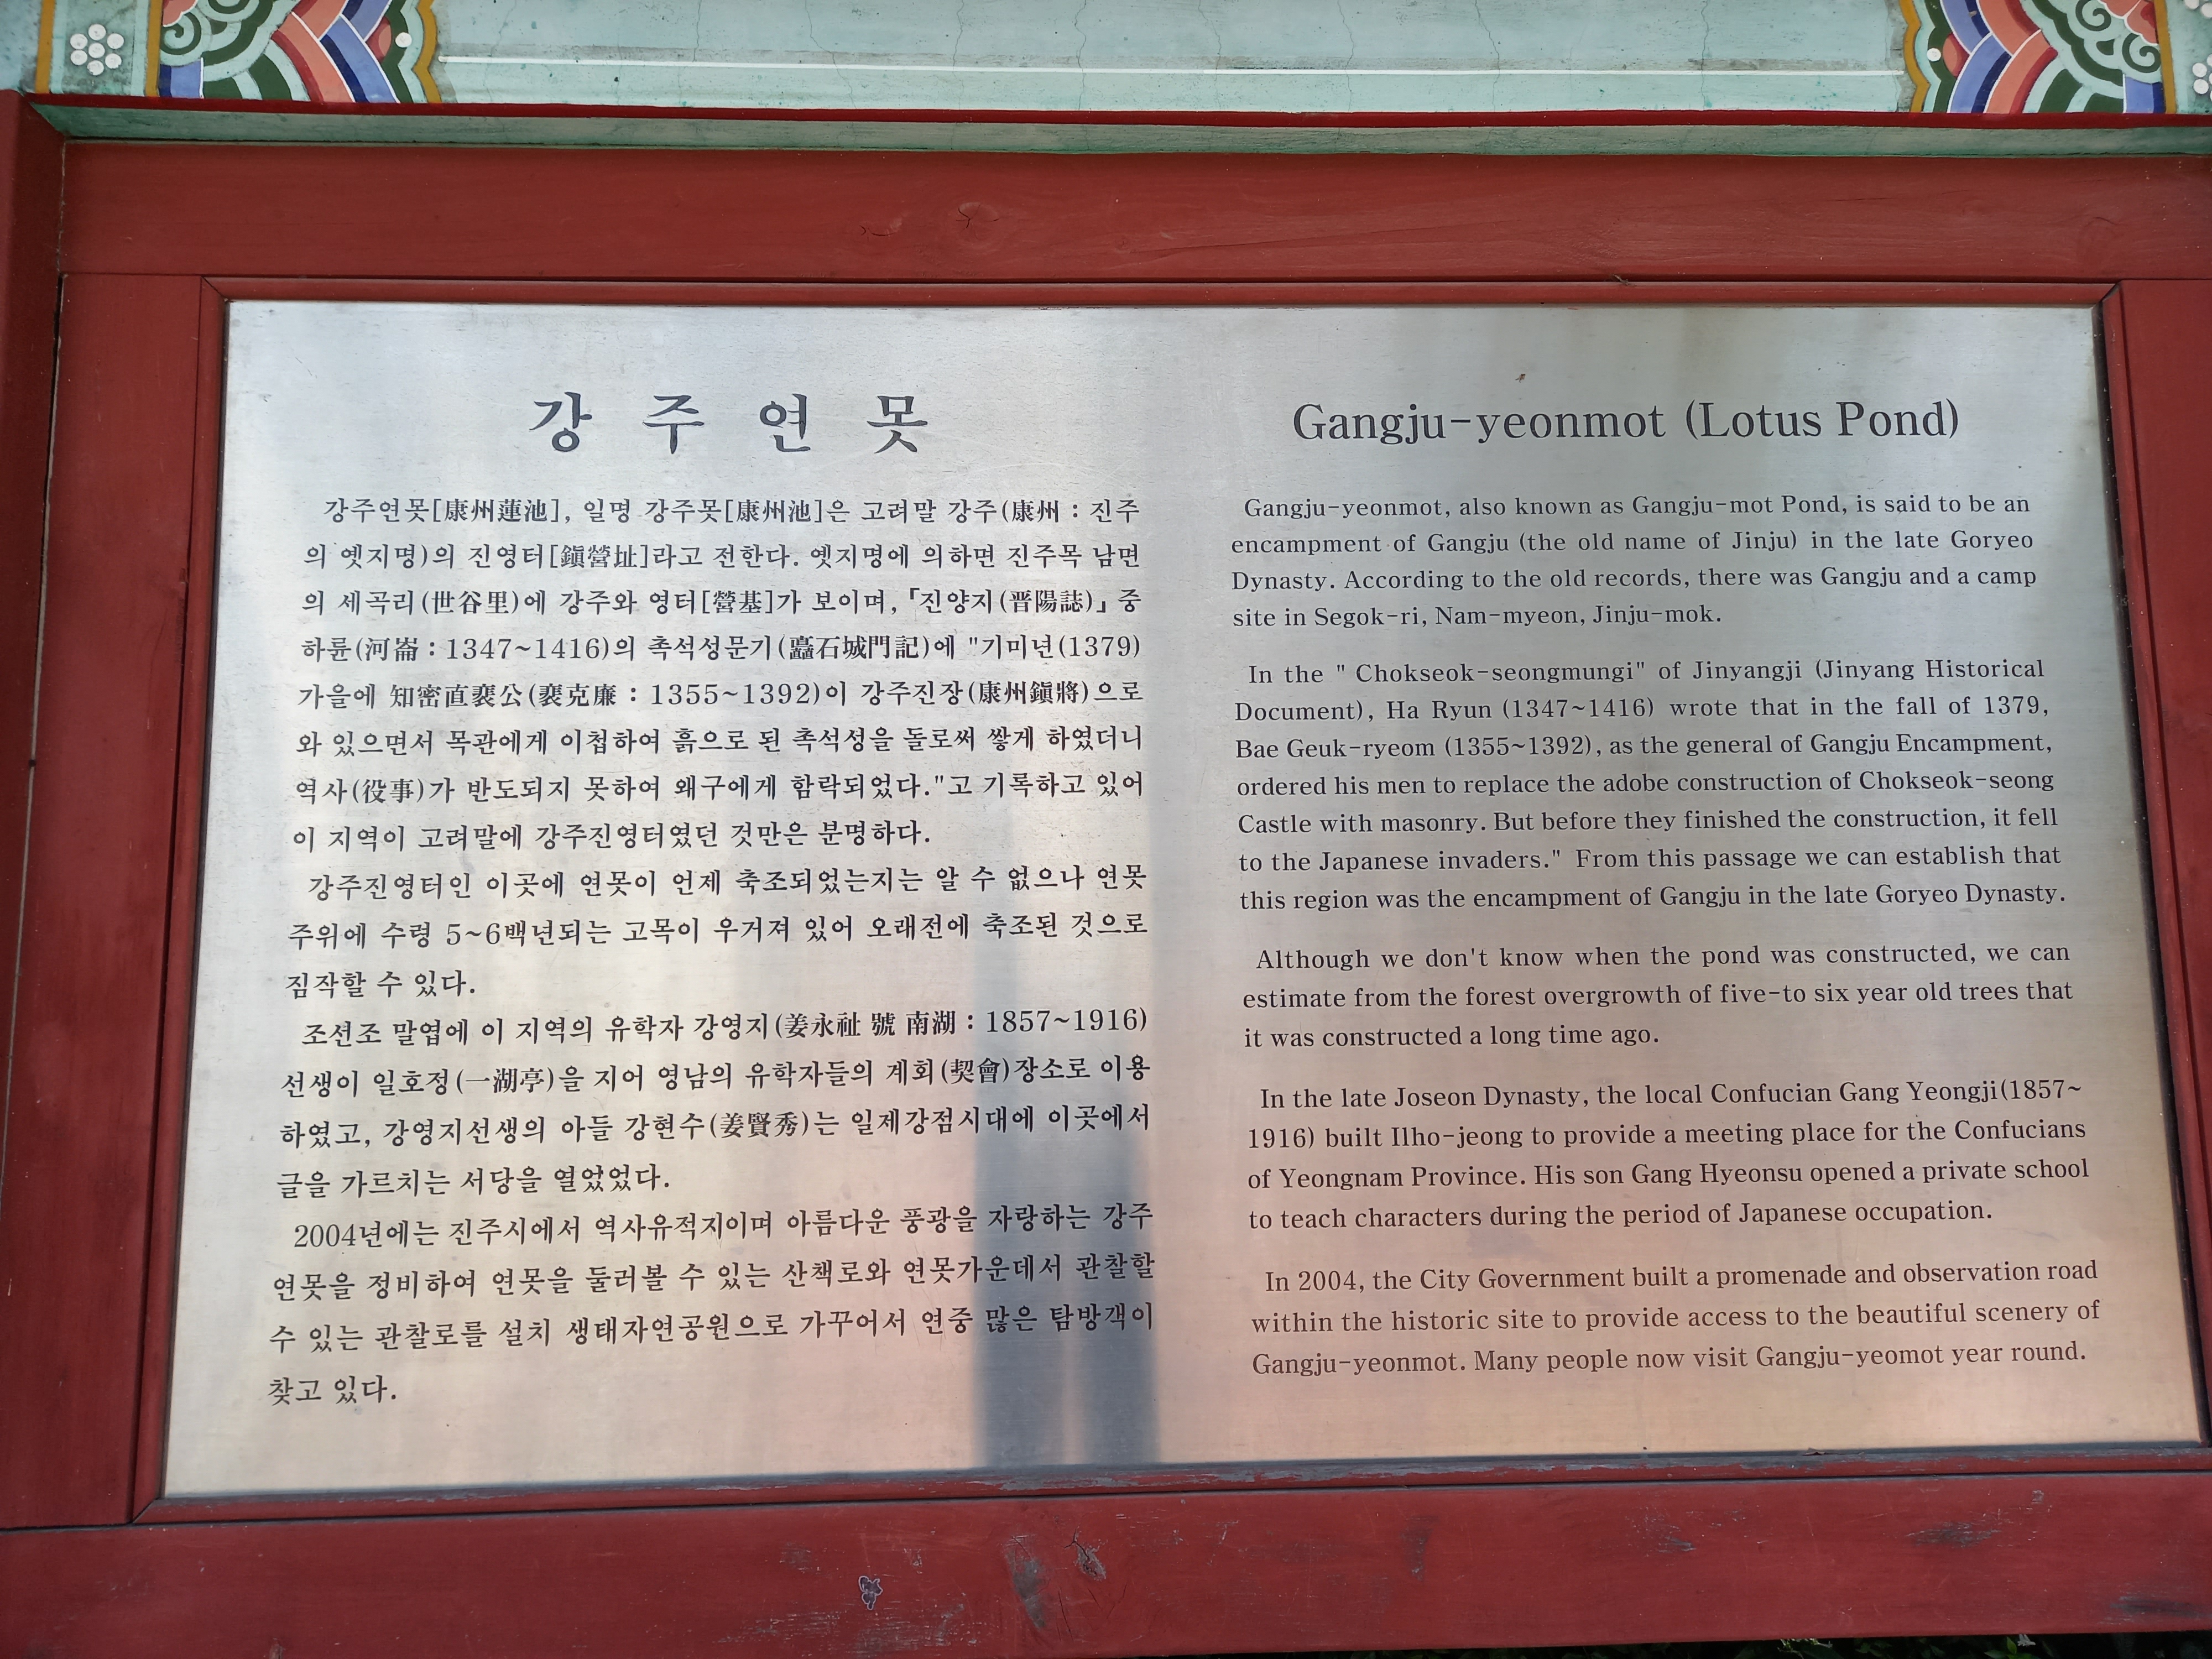 강 주 연 못
강주연못[康州蓮池], 일명 강주못[康州池]은 고려말 강주(康州 : 진주
의 옛지명)의 진영터[鎭營址]라고 전한다. 옛지명에 의하면 진주목 남면
의 세곡리(世谷里)에 강주와 영터[營基]가 보이며,「진양지(晋陽誌)」중
하륜(河崙 : 1347~1416)의 촉석성문기(矗石城門記)에 "기미년(1379)
가을에 知密直裵公(裵克廉 : 1355~1392)이 강주진장(康州鎭將)으로
와 있으면서 목관에게 이첩하여 흙으로 된 촉석성을 돌로써 쌓게 하였더니
역사(役事)가 반도되지 못하여 왜구에게 함락되었다."고 기록하고 있어
이 지역이 고려말에 강주진영터였던 것만은 분명하다.
강주진영터인 이곳에 연못이 언제 축조되었는지는 알 수 없으나 연못
주위에 수령 5~6백년되는 고목이 우거져 있어 오래전에 축조된 것으로
짐작할 수 있다.
조선조 말엽에 이 지역의 유학자 강영지(姜永祉 號 南湖 : 1857~1916)
선생이 일호정(一湖亭)을 지어 영남의 유학자들의 계회(契會)장소로 이용
하였고, 강영지선생의 아들 강현수(姜賢秀)는 일제강점시대에 이곳에서
글을 가르치는 서당을 열었었다.
2004년에는 진주시에서 역사유적지이며 아름다운 풍광을 자랑하는 강주
연못을 정비하여 연못을 둘러볼 수 있는 산책로와 연못가운데서 관찰할
수 있는 관찰로를 설치 생태자연공원으로 가꾸어서 연중 많은 탐방객이
찾고 있다.
Gangju-yeonmot (Lotus Pond)
Gangju-yeonmot, also known as Gangju-mot Pond, is said to be an
encampment of Gangju (the old name of Jinju) in the late Goryeo
Dynasty. According to the old records, there was Gangju and a camp
site in Segok-ri, Nam-myeon, Jinju-mok.
In the " Chokseok-seongmungi" of Jinyangji (Jinyang Historical
Document), Ha Ryun (1347~1416) wrote that in the fall of 1379,
Bae Geuk-ryeom (1355~1392), as the general of Gangju Encampment,
ordered his men to replace the adobe construction of Chokseok-seong
Castle with masonry. But before they finished the construction, it fell
to the Japanese invaders." From this passage we can establish that
this region was the encampment of Gangju in the late Goryeo Dynasty.
Although we don't know when the pond was constructed, we can
estimate from the forest overgrowth of five-to six year old trees that
it was constructed a long time ago.
In the late Joseon Dynasty, the local Confucian Gang Yeongji(1857~
1916) built Ilho-jeong to provide a meeting place for the Confucians
of Yeongnam Province. His son Gang Hyeonsu opened a private school
to teach characters during the period of Japanese occupation.
In 2004, the City Government built a promenade and observation road
within the historic site to provide access to the beautiful scenery of
Gangju-yeonmot. Many people now visit Gangju-yeomot year round.